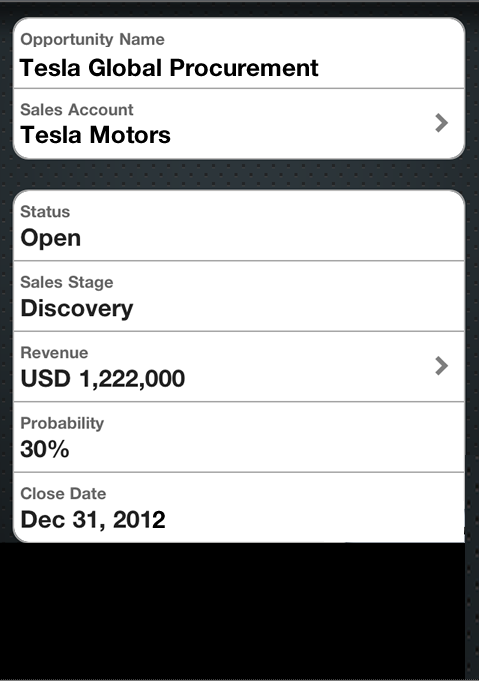 Opportunity Name
Tesla Global Procurement
Sales Account
Tesla Motors
Status
Open
Sales Stage
Discovery
Revenue
USD 1,222,000
Probability
30%
Close Date
Dec 31, 2012